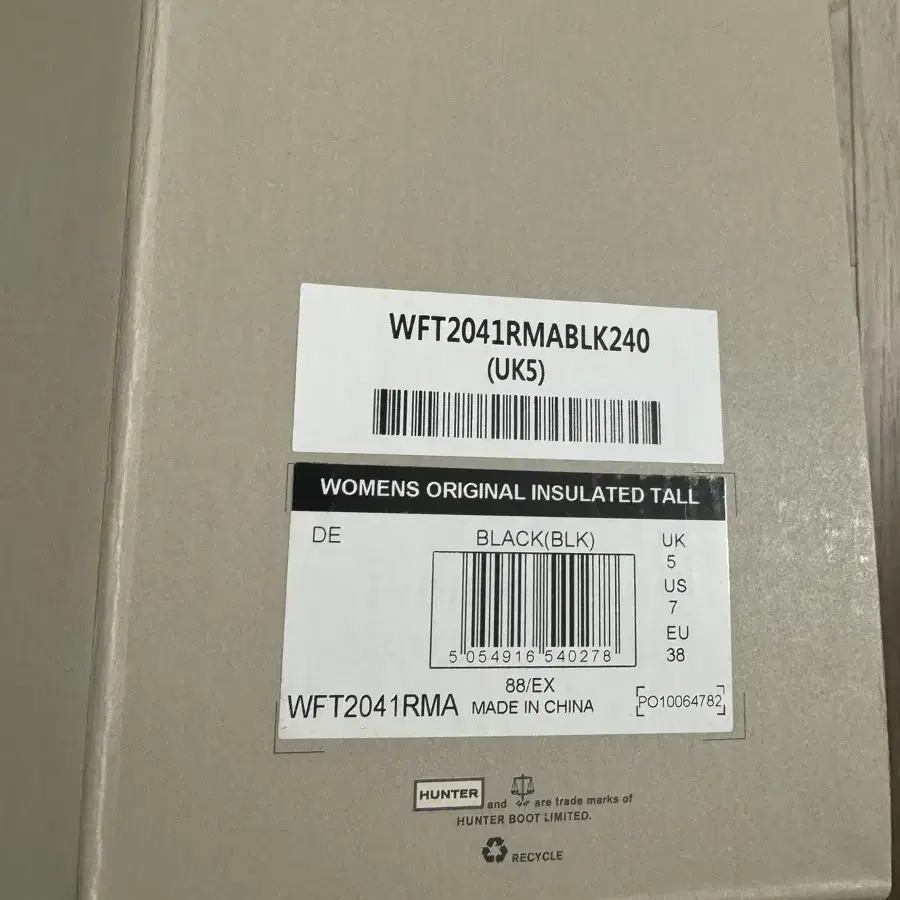 WFT2041RMABLK240
(UK5)
WOMENS ORIGINAL INSULATED TALL
DE
BLACK(BLK)
UK
5
US
7
EU
38
5 054916 540278
88/EX
WFT2041RMA
MADE IN CHINA
PO10064782
HUNTER and are trade marks of
HUNTER BOOT LIMITED.
RECYCLE